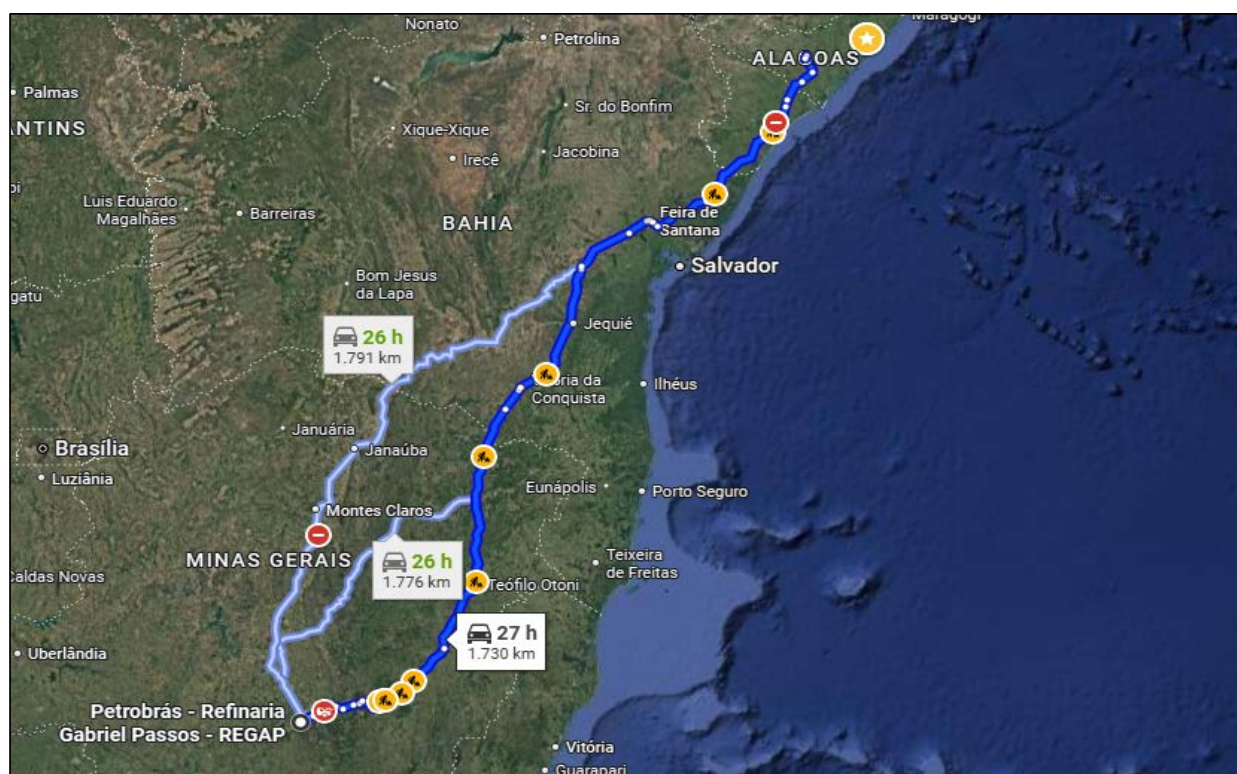 Maragogi
Nonato
Petrolina
ALAGOAS
Palmas
Sr. do Bonfim
ANTINS
Xique-Xique
Irecê
Jacobina
Luis Eduardo
Magalhães
Barreiras
BAHIA
Feira de
Santana
Salvador
Bom Jesus
da Lapa
gatu
Jequié
26 h
1.791 km
Ilhéus
Conquista
Januária
Janaúba
Brasília
Luziânia
Eunápolis
Porto Seguro
Montes Claros
MINAS GERAIS
26 h
1.776 km
Teixeira
de Freitas
Caldas Novas
Teófilo Otoni
27 h
1.730 km
Uberlândia
Petrobrás - Refinaria
Gabriel Passos - REGAP
Vitória
Guarapari